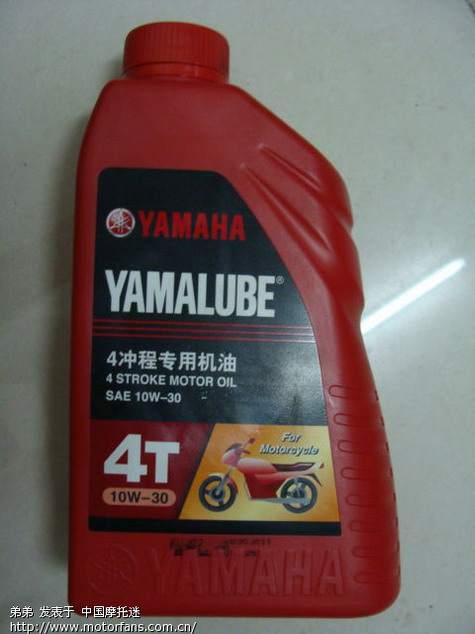 YAMAHA
YAMALUBE®
4冲程专用机油
4 STROKE MOTOR OIL
SAE 10W-30
4T
10W-30
For
Motorcycle
YAMAHA
弟弟 发表于 中国摩托迷
http://www.motorfans.com.cn/